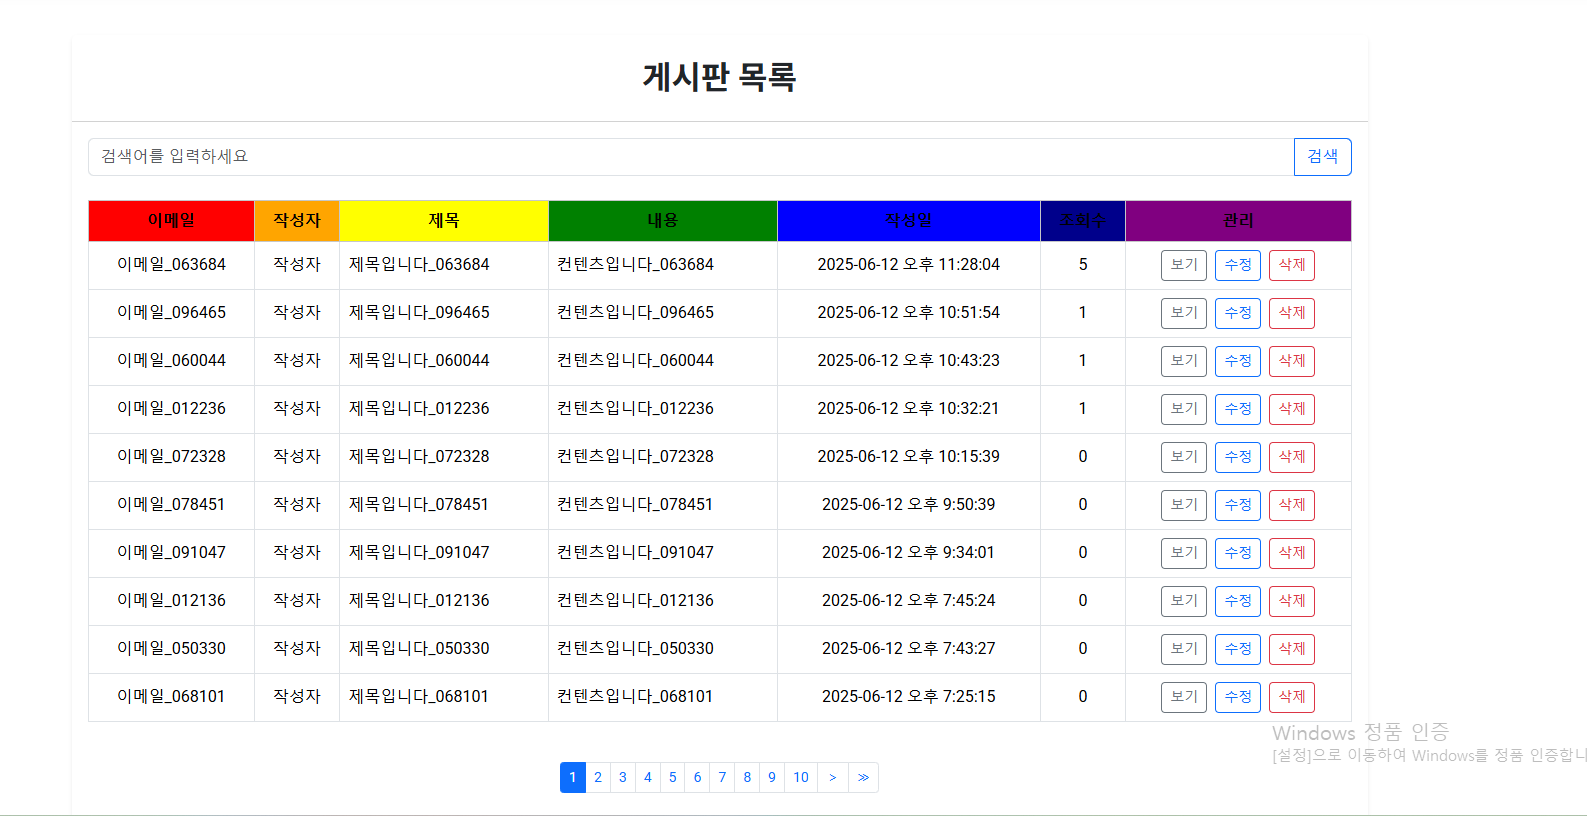 게시판 목록
검색어를 입력하세요 검색
이메일 작성자 제목 내용 작성일 조회수 관리
이메일_063684 작성자 제목입니다_063684 컨텐츠입니다_063684 2025-06-12 오후 11:28:04 5 보기 수정 삭제
이메일_096465 작성자 제목입니다_096465 컨텐츠입니다_096465 2025-06-12 오후 10:51:54 1 보기 수정 삭제
이메일_060044 작성자 제목입니다_060044 컨텐츠입니다_060044 2025-06-12 오후 10:43:23 1 보기 수정 삭제
이메일_012236 작성자 제목입니다_012236 컨텐츠입니다_012236 2025-06-12 오후 10:32:21 1 보기 수정 삭제
이메일_072328 작성자 제목입니다_072328 컨텐츠입니다_072328 2025-06-12 오후 10:15:39 0 보기 수정 삭제
이메일_078451 작성자 제목입니다_078451 컨텐츠입니다_078451 2025-06-12 오후 9:50:39 0 보기 수정 삭제
이메일_091047 작성자 제목입니다_091047 컨텐츠입니다_091047 2025-06-12 오후 9:34:01 0 보기 수정 삭제
이메일_012136 작성자 제목입니다_012136 컨텐츠입니다_012136 2025-06-12 오후 7:45:24 0 보기 수정 삭제
이메일_050330 작성자 제목입니다_050330 컨텐츠입니다_050330 2025-06-12 오후 7:43:27 0 보기 수정 삭제
이메일_068101 작성자 제목입니다_068101 컨텐츠입니다_068101 2025-06-12 오후 7:25:15 0 보기 수정 삭제
Windows 정품 인증
[설정]으로 이동하여 Windows를 정품 인증합니
1 2 3 4 5 6 7 8 9 10 > ≫